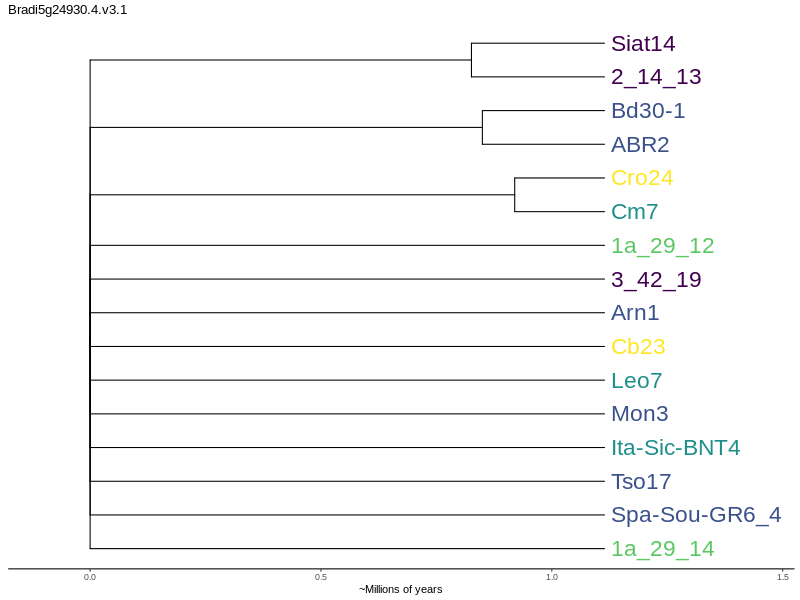 Bradi5g24930.4.v3.1
Siat14
2_14_13
Bd30-1
ABR2
Cro24
Cm7
1a_29_12
3_42_19
Arn1
Cb23
Leo7
Mon3
Ita-Sic-BNT4
Tso17
Spa-Sou-GR6_4
1a_29_14
0.0 0.5 1.0 1.5
~Millions of years